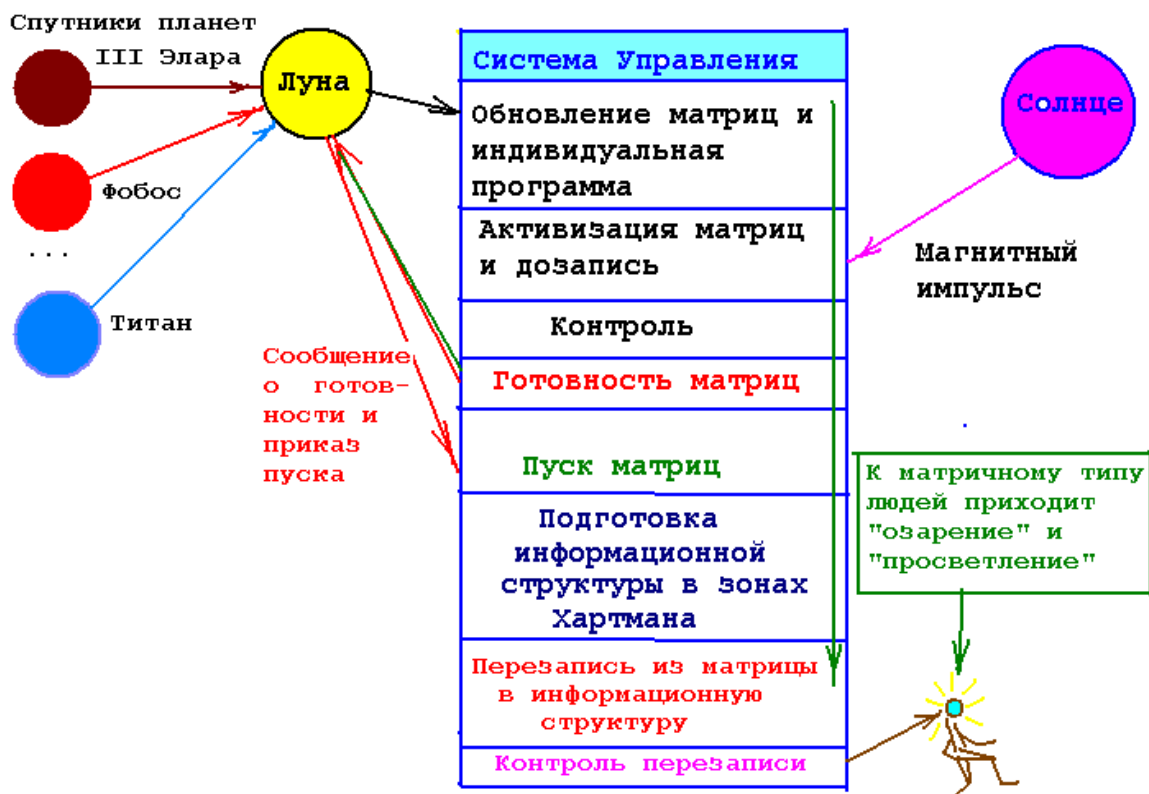 Спутники планет
III Элара
Луна
Фобос
...
Титан
Сообщение
о готов-
ности и
приказ
пуска
Система Управления
Обновление матриц и
индивидуальная
программа
Активизация матриц
и дозапись
Контроль
Готовность матриц
Пуск матриц
Подготовка
информационной
структуры в зонах
Хартмана
Перезапись из матрицы
в информационную
структуру
Контроль перезаписи
Солнце
Магнитный
импульс
К матричному типу
людей приходит
"озарение" и
"просветление"